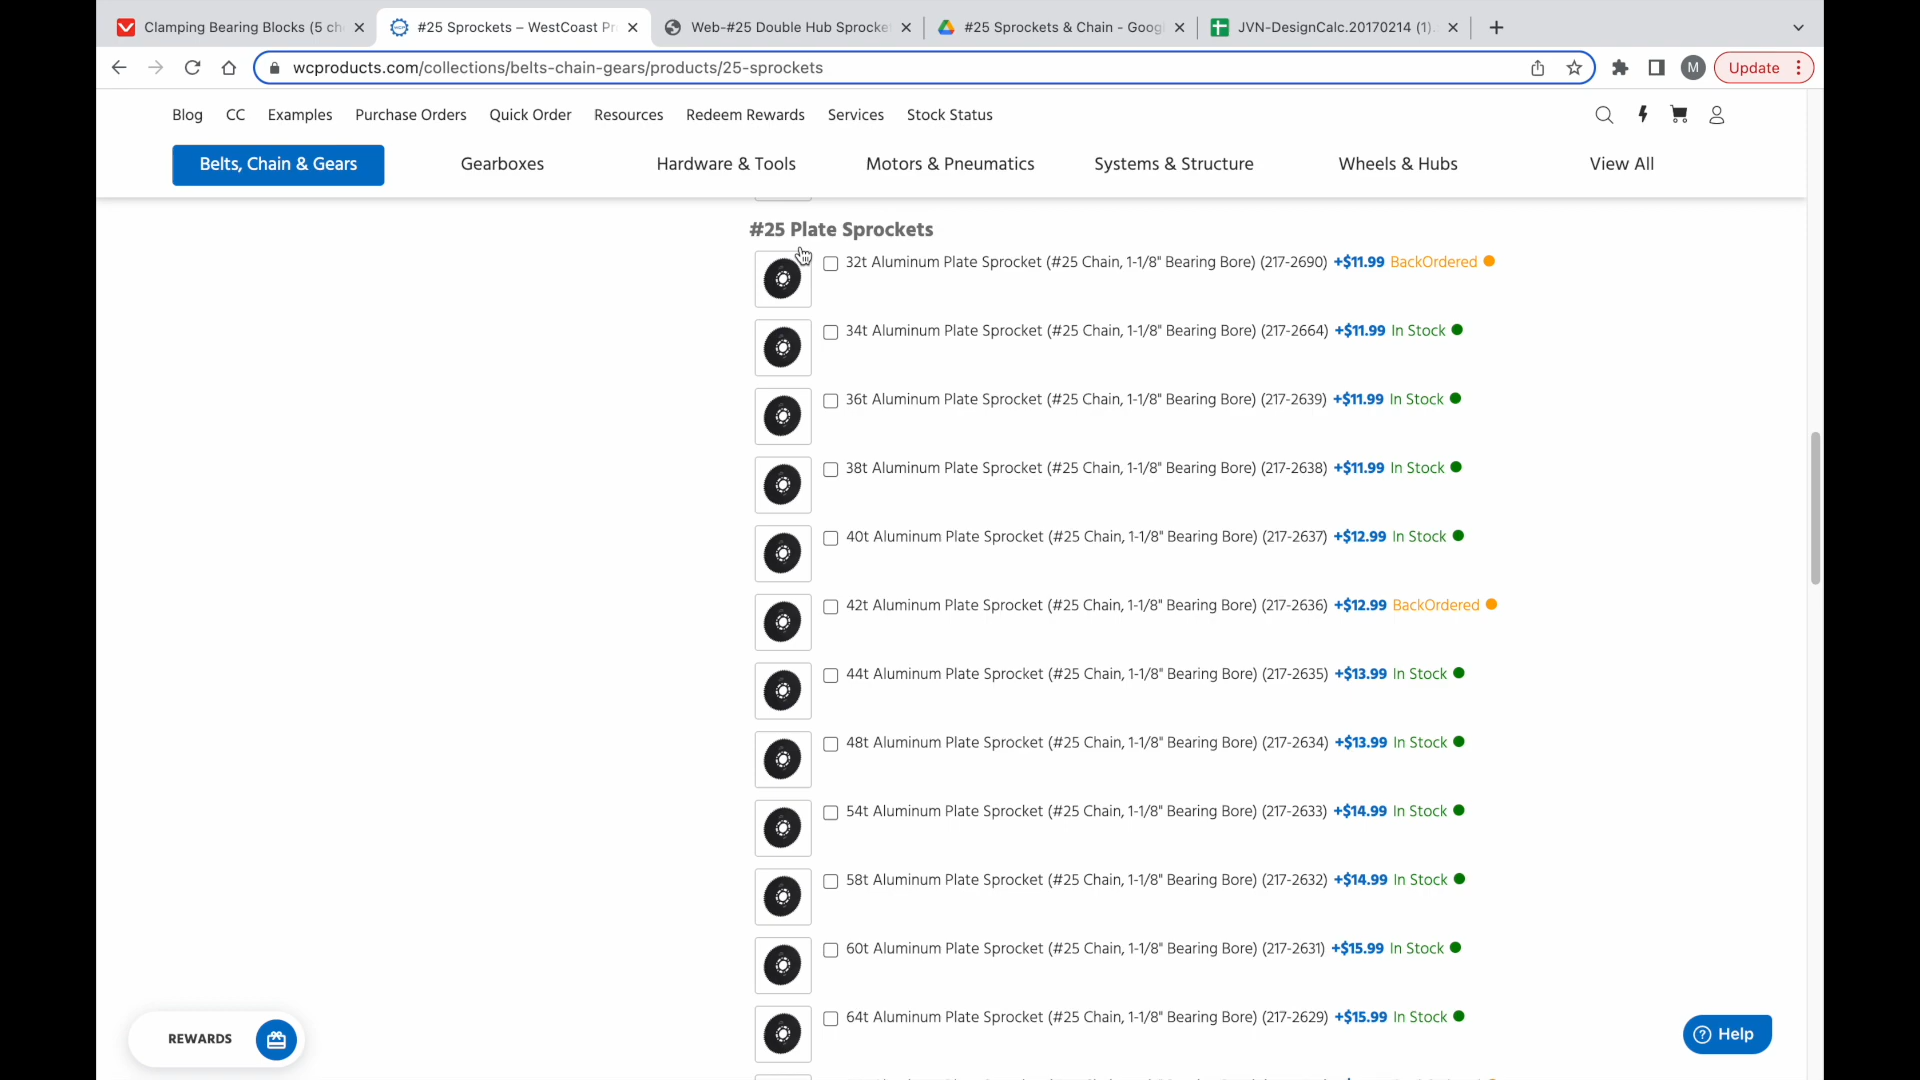 Clamping Bearing Blocks (5 ch
#25 Sprockets – WestCoast Pr
Web-#25 Double Hub Sprocke
#25 Sprockets & Chain - Googl
JVN-DesignCalc.20170214 (1).
wcproducts.com/collections/belts-chain-gears/products/25-sprockets
M
Update
Blog CC Examples Purchase Orders Quick Order Resources Redeem Rewards Services Stock Status
Belts, Chain & Gears Gearboxes Hardware & Tools Motors & Pneumatics Systems & Structure Wheels & Hubs View All
#25 Plate Sprockets
32t Aluminum Plate Sprocket (#25 Chain, 1-1/8" Bearing Bore) (217-2690) +$11.99 BackOrdered
34t Aluminum Plate Sprocket (#25 Chain, 1-1/8" Bearing Bore) (217-2664) +$11.99 In Stock
36t Aluminum Plate Sprocket (#25 Chain, 1-1/8" Bearing Bore) (217-2639) +$11.99 In Stock
38t Aluminum Plate Sprocket (#25 Chain, 1-1/8" Bearing Bore) (217-2638) +$11.99 In Stock
40t Aluminum Plate Sprocket (#25 Chain, 1-1/8" Bearing Bore) (217-2637) +$12.99 In Stock
42t Aluminum Plate Sprocket (#25 Chain, 1-1/8" Bearing Bore) (217-2636) +$12.99 BackOrdered
44t Aluminum Plate Sprocket (#25 Chain, 1-1/8" Bearing Bore) (217-2635) +$13.99 In Stock
48t Aluminum Plate Sprocket (#25 Chain, 1-1/8" Bearing Bore) (217-2634) +$13.99 In Stock
54t Aluminum Plate Sprocket (#25 Chain, 1-1/8" Bearing Bore) (217-2633) +$14.99 In Stock
58t Aluminum Plate Sprocket (#25 Chain, 1-1/8" Bearing Bore) (217-2632) +$14.99 In Stock
60t Aluminum Plate Sprocket (#25 Chain, 1-1/8" Bearing Bore) (217-2631) +$15.99 In Stock
64t Aluminum Plate Sprocket (#25 Chain, 1-1/8" Bearing Bore) (217-2629) +$15.99 In Stock
REWARDS
Help